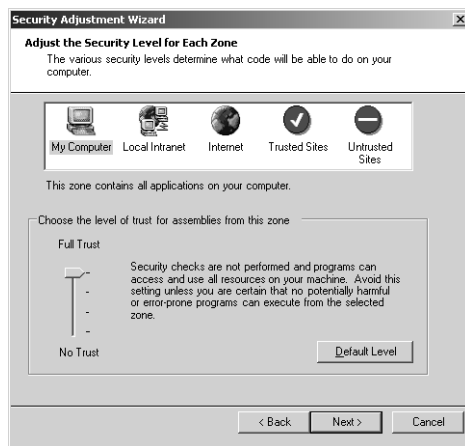 Security Adjustment Wizard
Adjust the Security Level for Each Zone
The various security levels determine what code will be able to do on your
computer.
My Computer Local Intranet Internet Trusted Sites Untrusted
Sites
This zone contains all applications on your computer.
Choose the level of trust for assemblies from this zone
Full Trust
Security checks are not performed and programs can
access and use all resources on your machine. Avoid this
setting unless you are certain that no potentially harmful
or error-prone programs can execute from the selected
zone.
No Trust
Default Level
< Back Next > Cancel